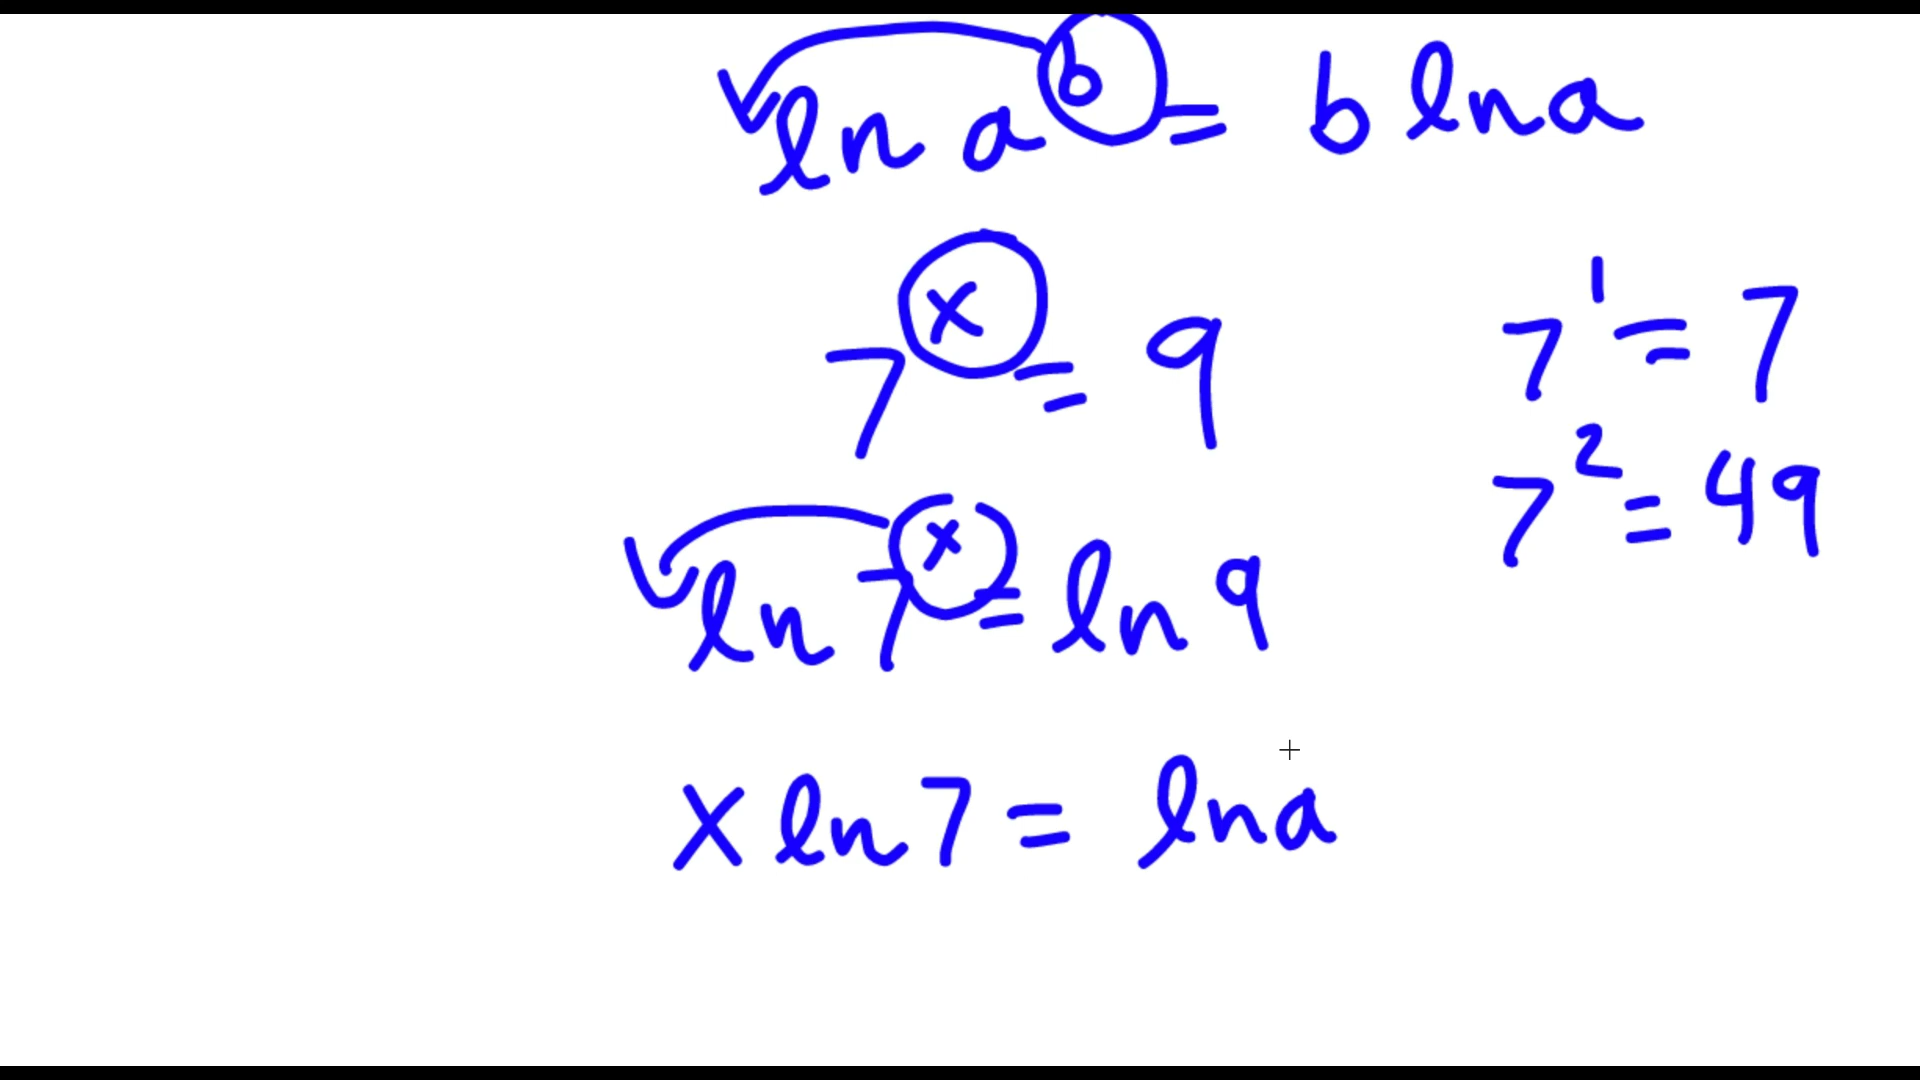 ln a^b = b ln a
7^x = 9
7^1 = 7
7^2 = 49
ln 7^x = ln 9
x ln 7 = ln a